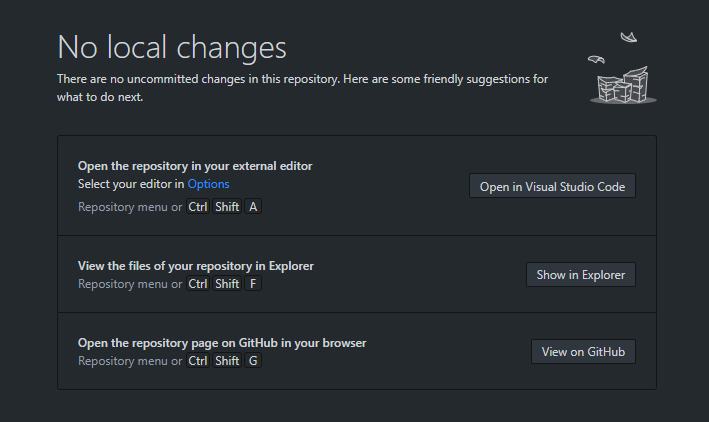 No local changes
There are no uncommitted changes in this repository. Here are some friendly suggestions for
what to do next.
Open the repository in your external editor
Select your editor in Options
Repository menu or Ctrl Shift A
Open in Visual Studio Code
View the files of your repository in Explorer
Repository menu or Ctrl Shift F
Show in Explorer
Open the repository page on GitHub in your browser
Repository menu or Ctrl Shift G
View on GitHub